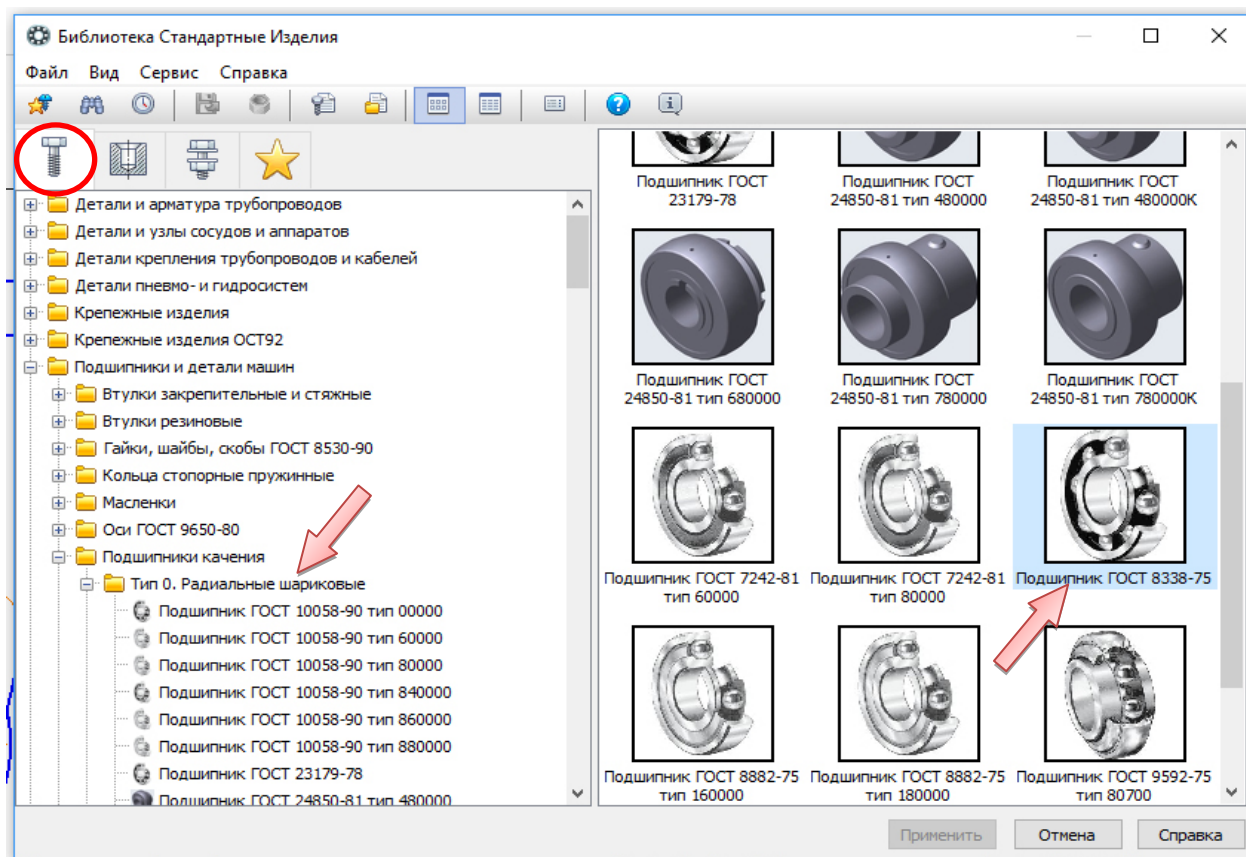 Библиотека Стандартные Изделия
Файл Вид Сервис Справка
Детали и арматура трубопроводов
Детали и узлы сосудов и аппаратов
Детали крепления трубопроводов и кабелей
Детали пневмо- и гидросистем
Крепежные изделия
Крепежные изделия ОСТ92
Подшипники и детали машин
Втулки закрепительные и стяжные
Втулки резиновые
Гайки, шайбы, скобы ГОСТ 8530-90
Кольца стопорные пружинные
Масленки
Оси ГОСТ 9650-80
Подшипники качения
Тип 0. Радиальные шариковые
Подшипник ГОСТ 10058-90 тип 00000
Подшипник ГОСТ 10058-90 тип 60000
Подшипник ГОСТ 10058-90 тип 80000
Подшипник ГОСТ 10058-90 тип 840000
Подшипник ГОСТ 10058-90 тип 860000
Подшипник ГОСТ 10058-90 тип 880000
Подшипник ГОСТ 23179-78
Подшипник ГОСТ 24850-81 тип 480000
Подшипник ГОСТ
23179-78
Подшипник ГОСТ
24850-81 тип 480000
Подшипник ГОСТ
24850-81 тип 480000К
Подшипник ГОСТ
24850-81 тип 680000
Подшипник ГОСТ
24850-81 тип 780000
Подшипник ГОСТ
24850-81 тип 780000К
Подшипник ГОСТ 7242-81
тип 60000
Подшипник ГОСТ 7242-81
тип 80000
Подшипник ГОСТ 8338-75
Подшипник ГОСТ 8882-75
тип 160000
Подшипник ГОСТ 8882-75
тип 180000
Подшипник ГОСТ 9592-75
тип 80700
Применить
Отмена
Справка